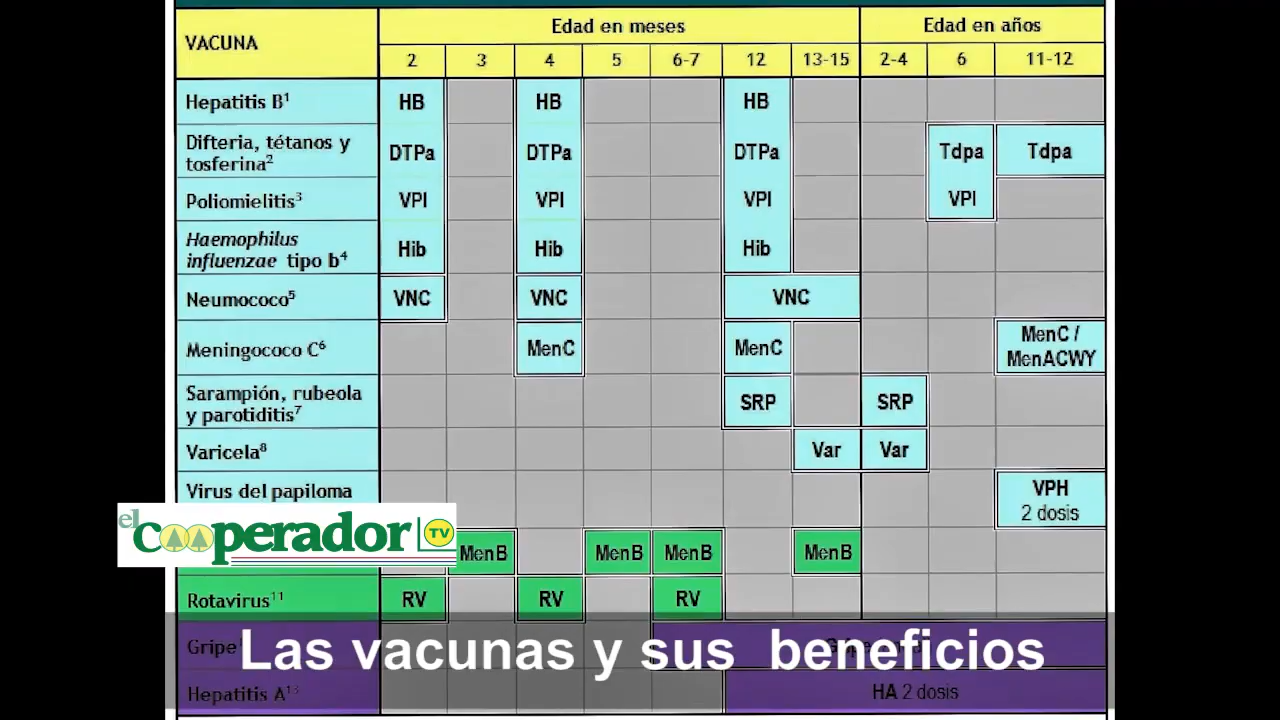 VACUNA
Edad en meses
Edad en años
2 3 4 5 6-7 12 13-15 2-4 6 11-12
Hepatitis B¹ HB HB HB
Difteria, tétanos y
tosferina² DTPa DTPa DTPa Tdpa Tdpa
Poliomielitis³ VPI VPI VPI VPI
Haemophilus
influenzae tipo b⁴ Hib Hib Hib
Neumococo⁵ VNC VNC VNC
Meningococo C⁶ MenC MenC MenC /
MenACWY
Sarampión, rubeola
y parotiditis⁷ SRP SRP
Varicela⁸ Var Var
Virus del papiloma VPH
2 dosis
el cooperador TV
MenB MenB MenB MenB
Rotavirus¹¹ RV RV RV
Gripe
Las vacunas y sus beneficios
Hepatitis A¹³ HA 2 dosis